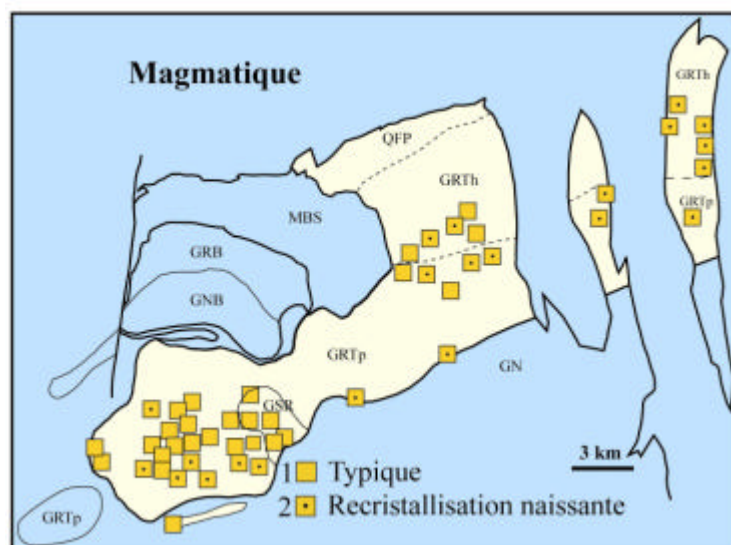 Magmatique
GRTh
QFP
GRTh
GRTp
MBS
GRB
GNB
GRTp
GN
GSR
3 km
1 Typique
2 Recristallisation naissante
GRTp